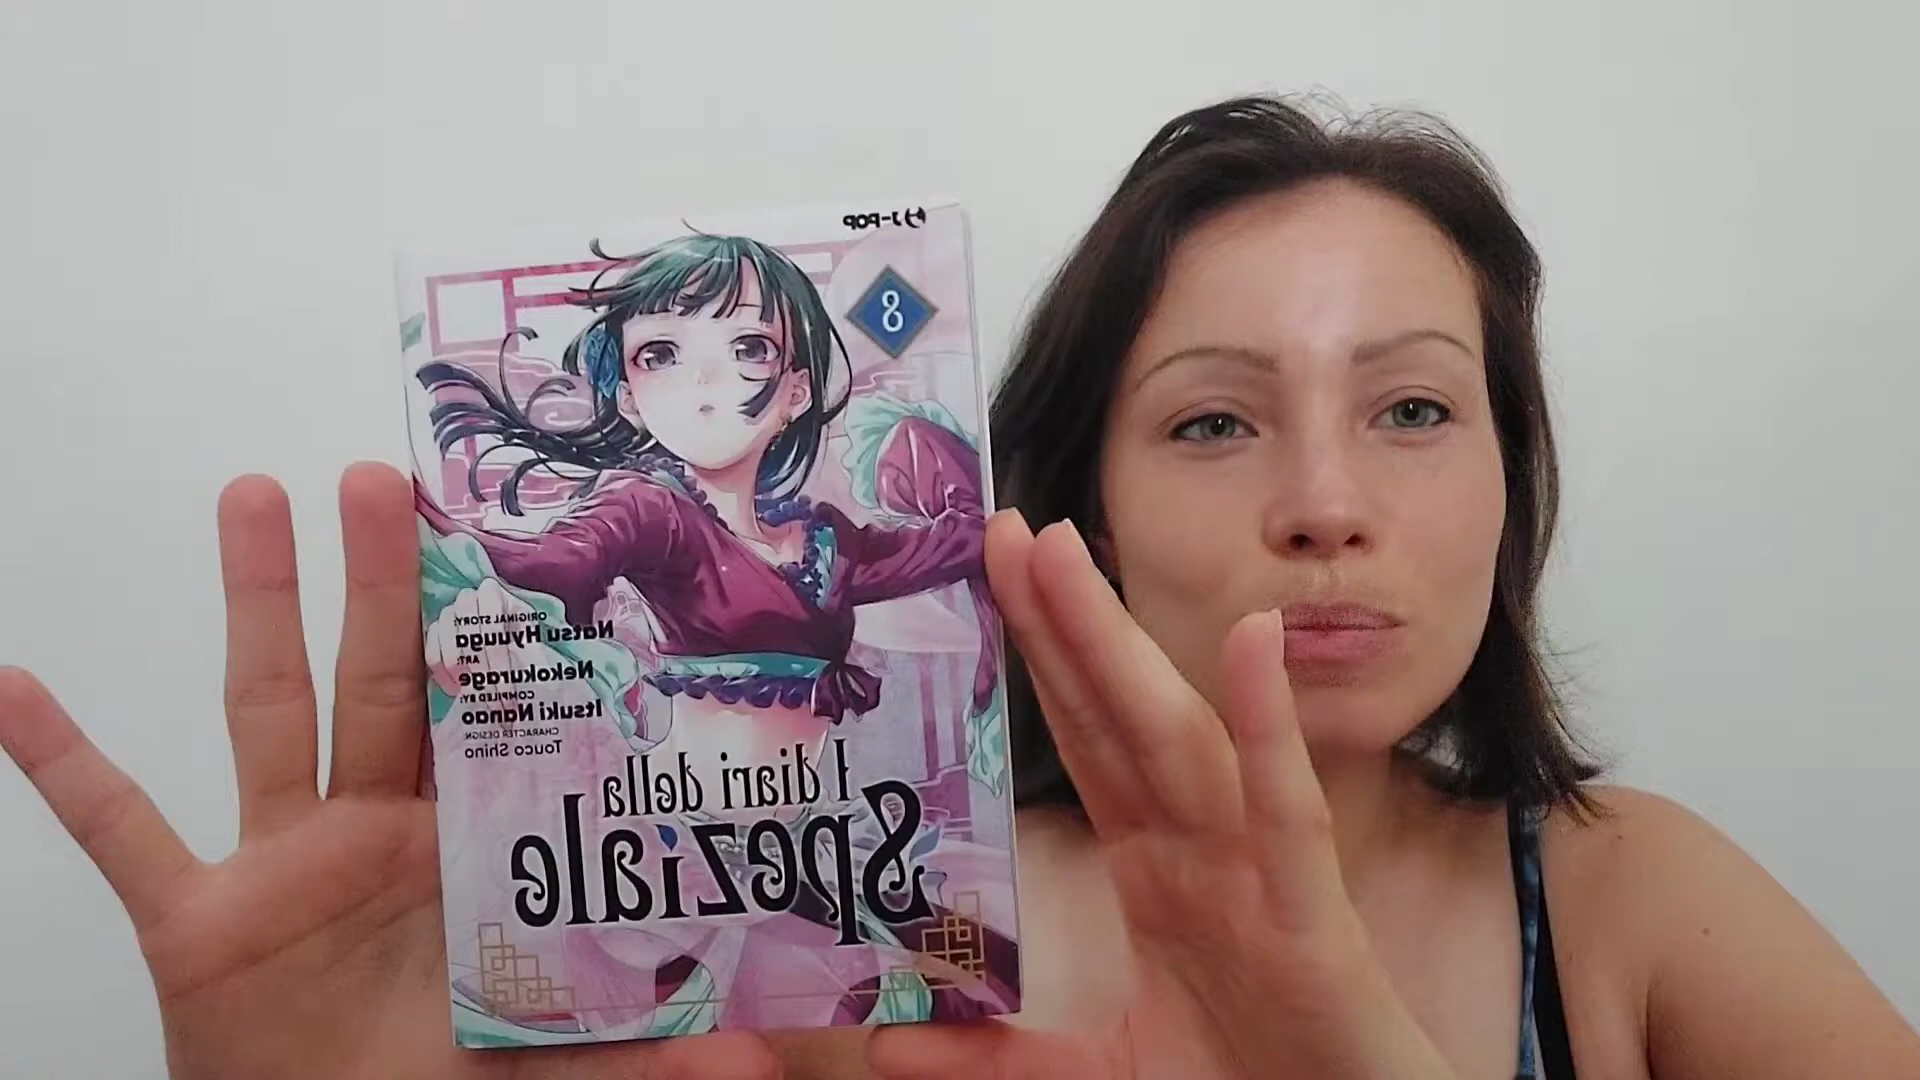 J-POP
8
ORIGINAL STORY:
Natsu Hyuuga
ART:
Nekokurage
COMPILED BY:
Itsuki Nanao
CHARACTER DESIGN:
Touco Shino
I diari della
Speziale